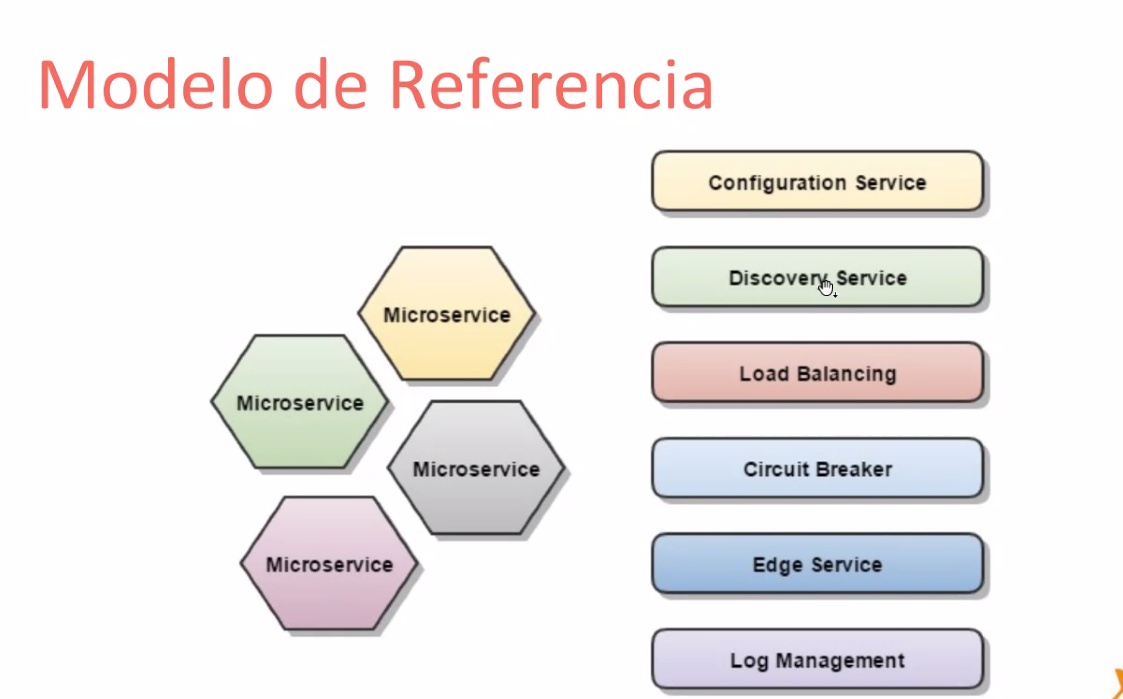 Modelo de Referencia
Configuration Service
Discovery Service
Load Balancing
Circuit Breaker
Edge Service
Log Management
Microservice
Microservice
Microservice
Microservice